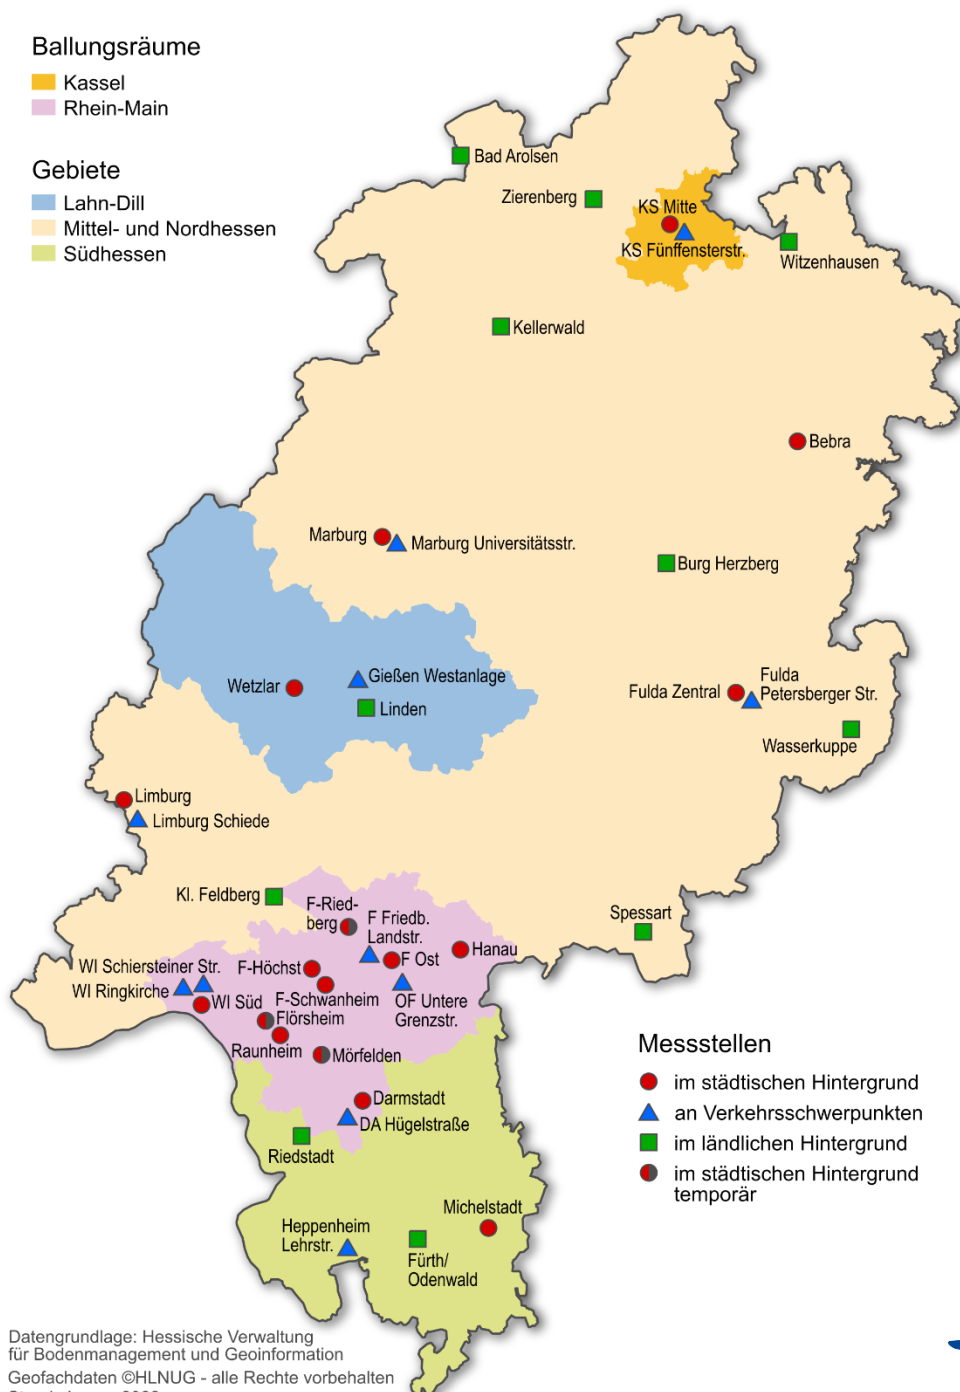 Ballungsräume
Kassel
Rhein-Main
Gebiete
Lahn-Dill
Mittel- und Nordhessen
Südhessen
Bad Arolsen
Zierenberg
KS Mitte
KS Fünffensterstr.
Witzenhausen
Kellerwald
Bebra
Marburg
Marburg Universitätsstr.
Burg Herzberg
Wetzlar
Gießen Westanlage
Linden
Fulda Zentral
Fulda
Petersberger Str.
Wasserkuppe
Limburg
Limburg Schiede
Kl. Feldberg
F-Ried-
berg
F Friedb.
Landstr.
Hanau
Spessart
WI Schiersteiner Str.
F-Höchst
F Ost
WI Ringkirche
WI Süd
F-Schwanheim
OF Untere
Grenzstr.
Flörsheim
Raunheim
Mörfelden
Darmstadt
DA Hügelstraße
Riedstadt
Michelstadt
Heppenheim
Lehrstr.
Fürth/
Odenwald
Messstellen
im städtischen Hintergrund
an Verkehrsschwerpunkten
im ländlichen Hintergrund
im städtischen Hintergrund
temporär
Datengrundlage: Hessische Verwaltung
für Bodenmanagement und Geoinformation
Geofachdaten ©HLNUG - alle Rechte vorbehalten